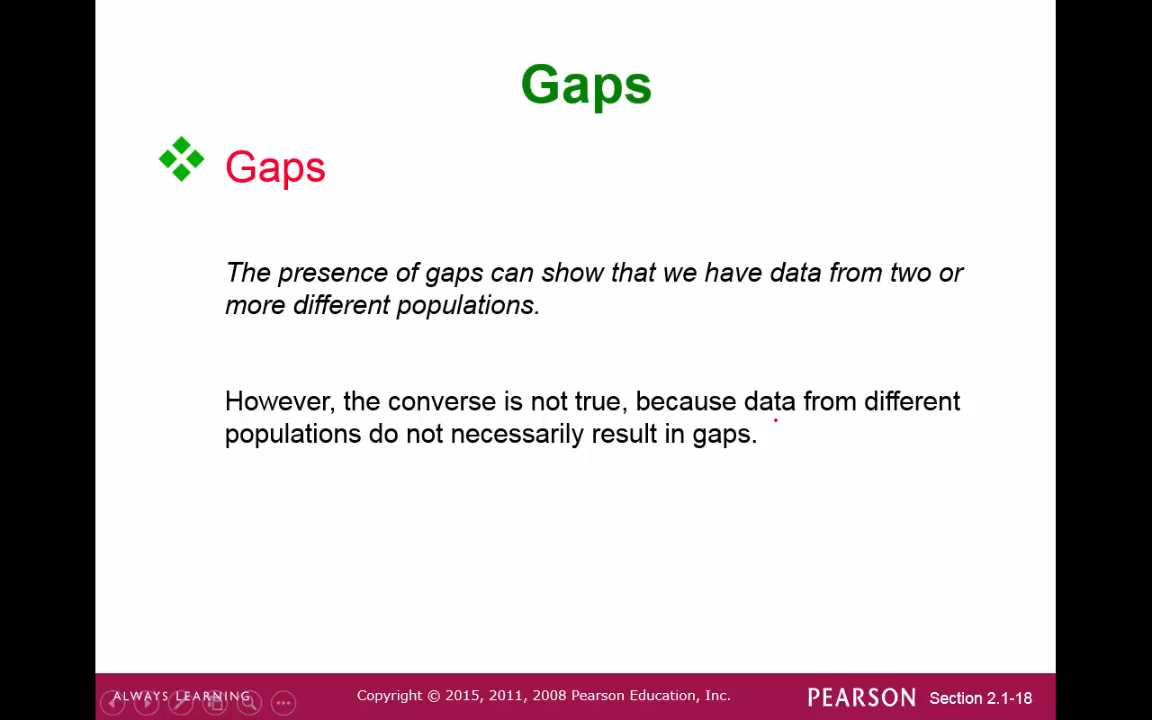 Gaps
Gaps
The presence of gaps can show that we have data from two or
more different populations.
However, the converse is not true, because data from different
populations do not necessarily result in gaps.
ALWAYS LEARNING
Copyright © 2015, 2011, 2008 Pearson Education, Inc.
PEARSON
Section 2.1-18